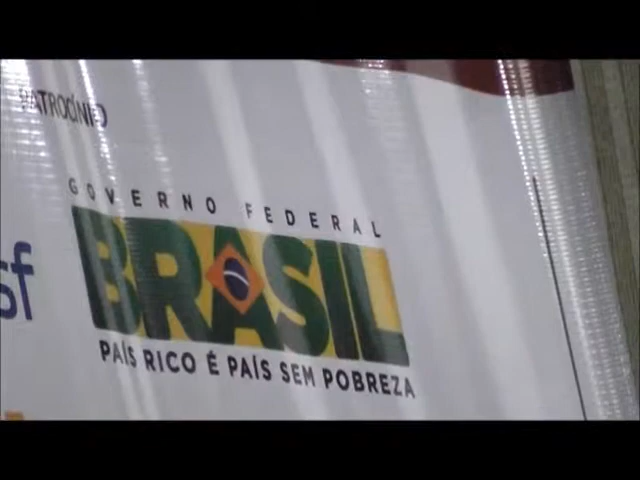 PATROCÍNIO
GOVERNO FEDERAL
BRASIL
PAÍS RICO É PAÍS SEM POBREZA